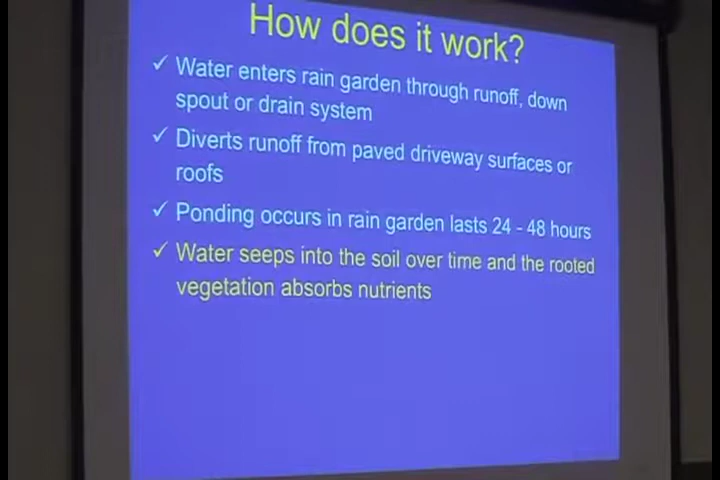 How does it work?
✓ Water enters rain garden through runoff, down
spout or drain system
✓ Diverts runoff from paved driveway surfaces or
roofs
✓ Ponding occurs in rain garden lasts 24 - 48 hours
✓ Water seeps into the soil over time and the rooted
vegetation absorbs nutrients